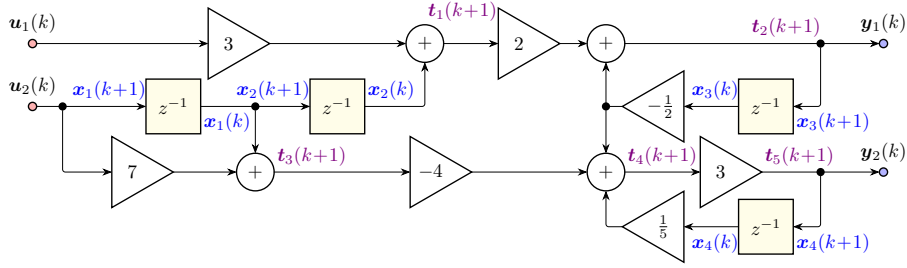 u₁(k) 3 + t₁(k+1) 2 + t₂(k+1) y₁(k)
u₂(k) x₁(k+1) z⁻¹ x₁(k) x₂(k+1) z⁻¹ x₂(k) −1/2 x₃(k) z⁻¹ x₃(k+1)
7 + t₃(k+1) −4 + t₄(k+1) 3 t₅(k+1) y₂(k)
1/5 x₄(k) z⁻¹ x₄(k+1)